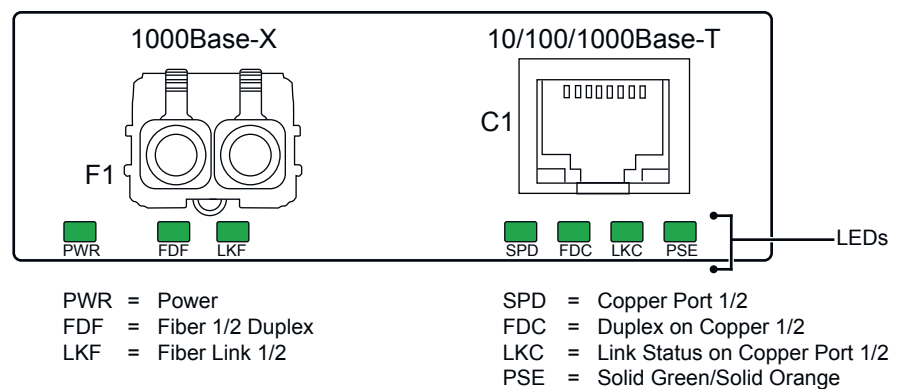 1000Base-X
10/100/1000Base-T
F1
C1
PWR
FDF
LKF
SPD
FDC
LKC
PSE
LEDs
PWR = Power
FDF = Fiber 1/2 Duplex
LKF = Fiber Link 1/2
SPD = Copper Port 1/2
FDC = Duplex on Copper 1/2
LKC = Link Status on Copper Port 1/2
PSE = Solid Green/Solid Orange